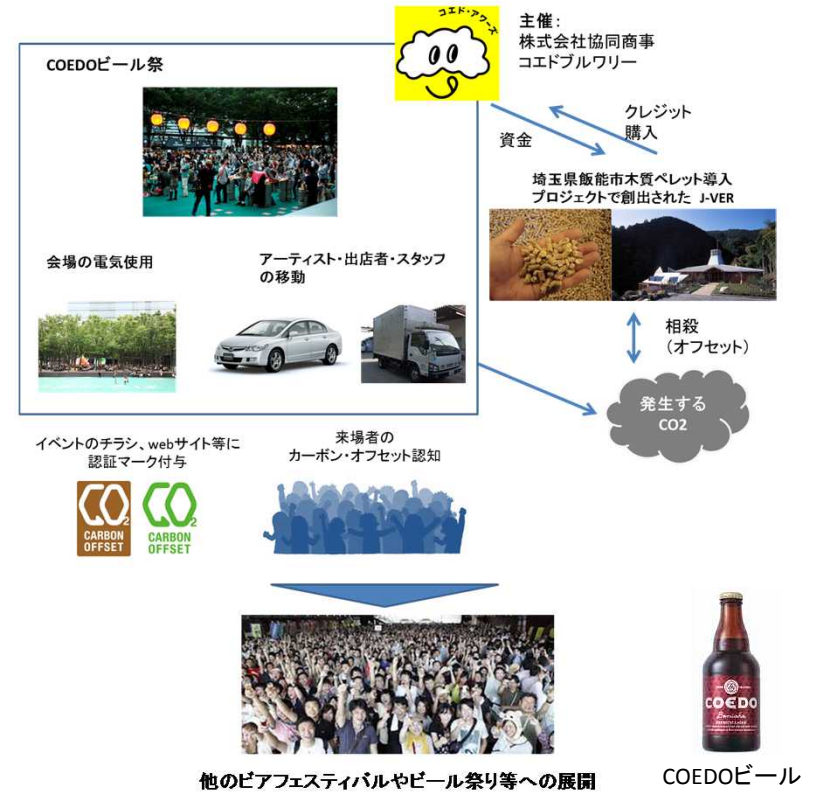 コエド・アワーズ
主催：
株式会社協同商事
コエドブルワリー
COEDOビール祭
クレジット
購入
資金
埼玉県飯能市木質ペレット導入
プロジェクトで創出された J-VER
会場の電気使用
アーティスト・出店者・スタッフ
の移動
相殺
（オフセット）
発生する
CO2
イベントのチラシ、webサイト等に
認証マーク付与
来場者の
カーボン・オフセット認知
CO2
CARBON
OFFSET
CO2
CARBON
OFFSET
COEDO
Beniaka
他のビアフェスティバルやビール祭り等への展開
COEDOビール